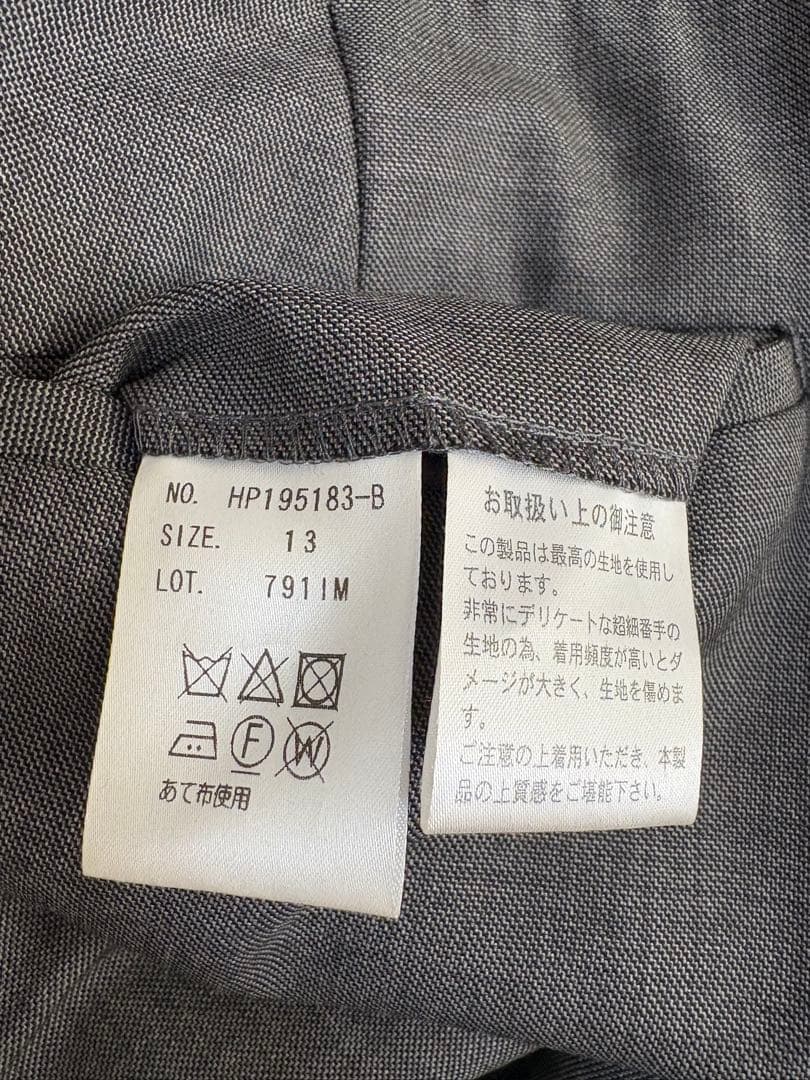 NO. HP195183-B
SIZE. 13
LOT. 7911M
F
W
あて布使用
お取扱い上の御注意
この製品は最高の生地を使用し
ております。
非常にデリケートな超細番手の
生地の為、着用頻度が高いとダ
メージが大きく、生地を傷めま
す。
ご注意の上着用いただき、本製
品の上質感をご堪能下さい。